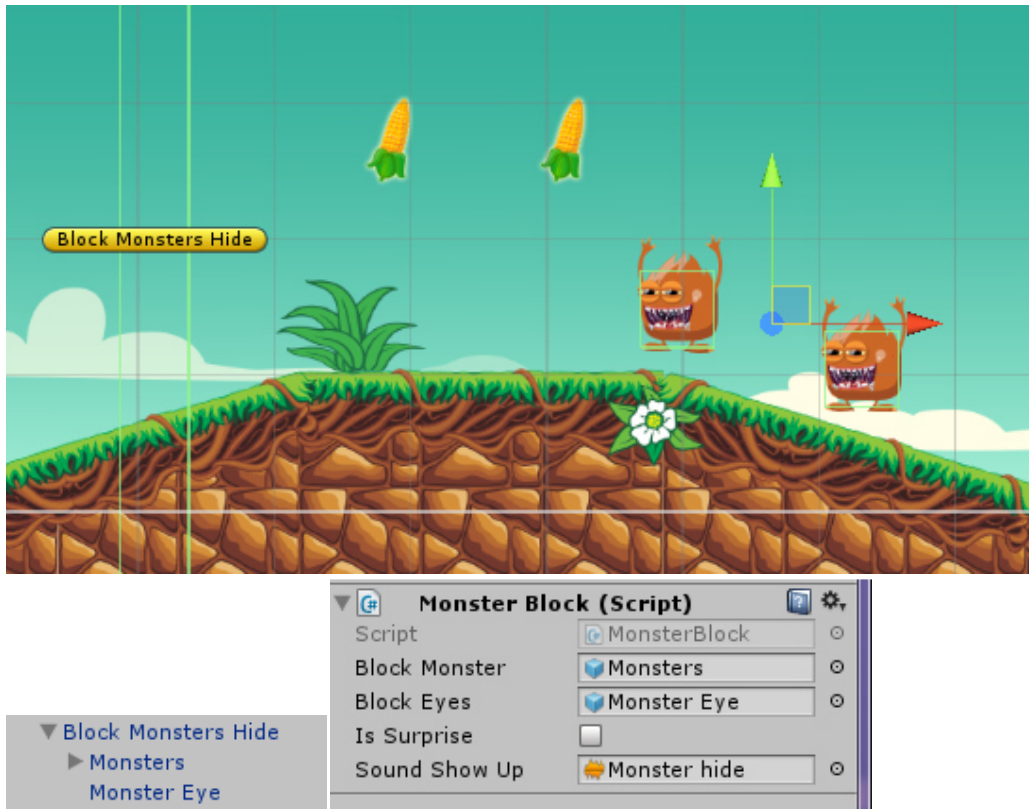 Block Monsters Hide
Monster Block (Script)
Script MonsterBlock
Block Monster Monsters
Block Eyes Monster Eye
Is Surprise
Sound Show Up Monster hide
Block Monsters Hide
Monsters
Monster Eye